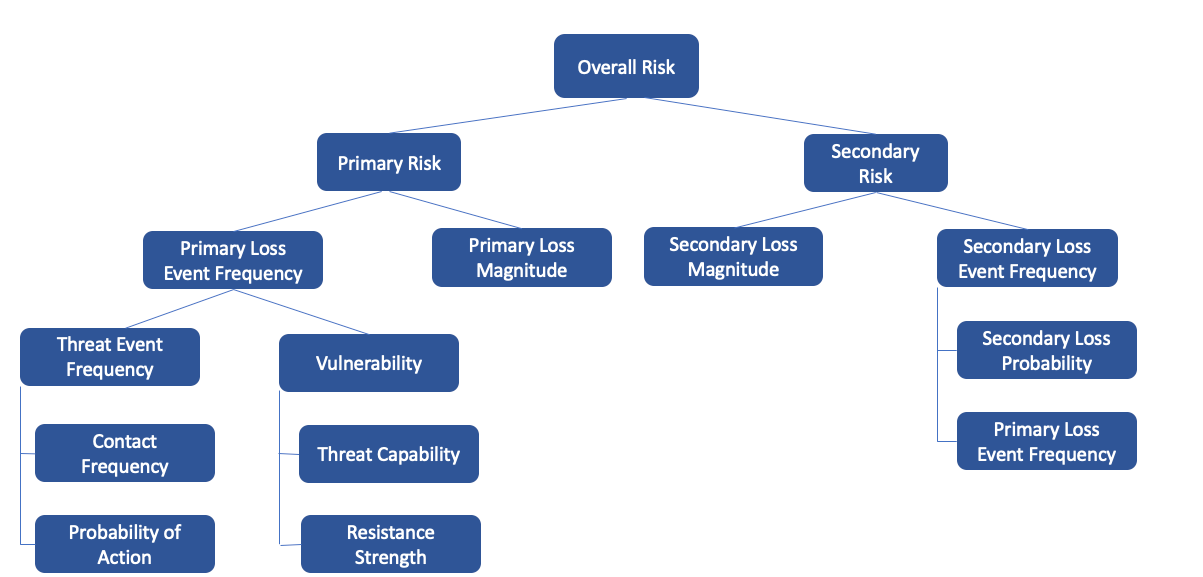 Overall Risk
Primary Risk
Secondary
Risk
Primary Loss
Event Frequency
Primary Loss
Magnitude
Secondary Loss
Magnitude
Secondary Loss
Event Frequency
Threat Event
Frequency
Vulnerability
Secondary Loss
Probability
Contact
Frequency
Threat Capability
Primary Loss
Event Frequency
Probability of
Action
Resistance
Strength